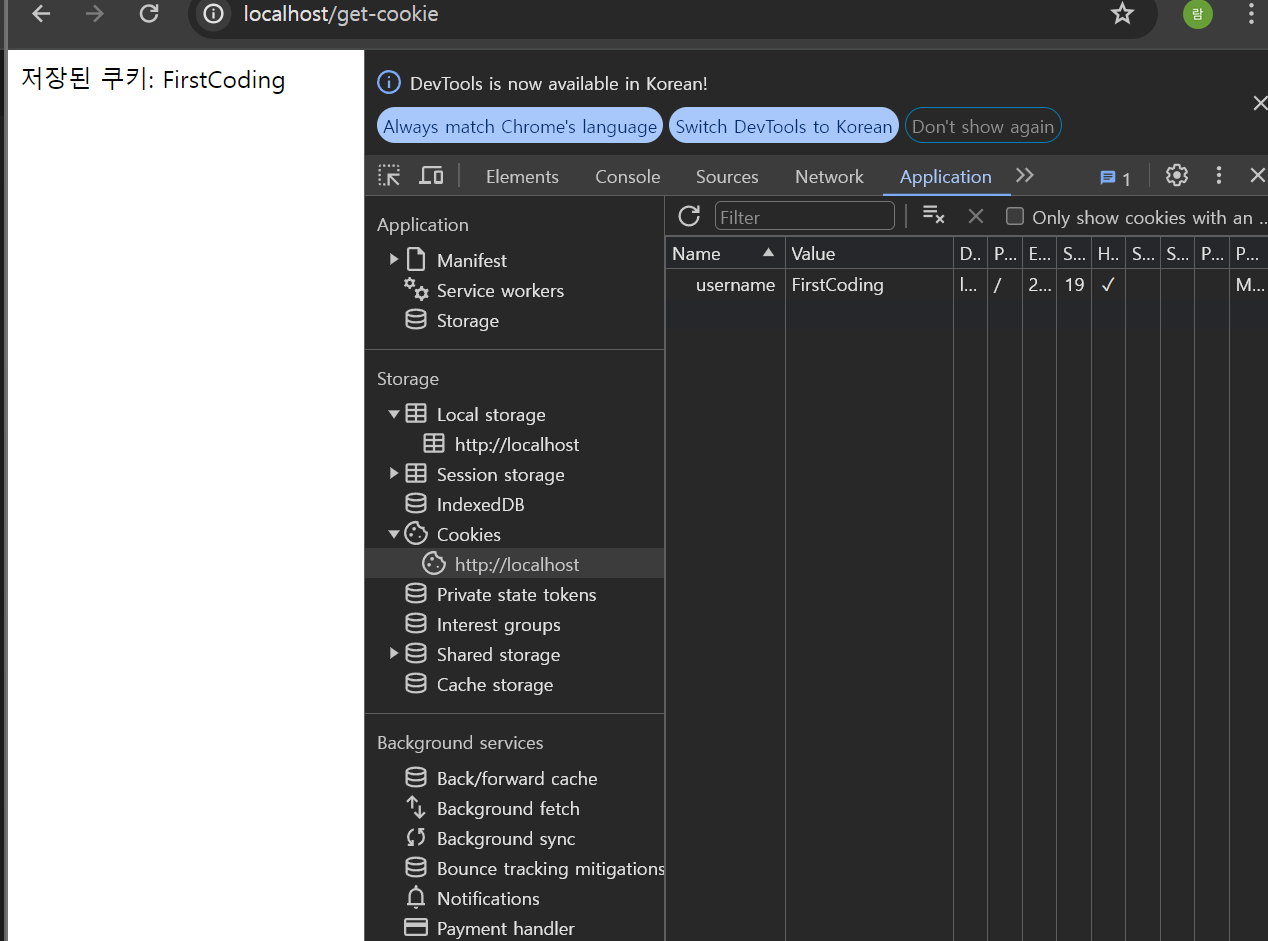 localhost/get-cookie
람
저장된 쿠키: FirstCoding
DevTools is now available in Korean!
Always match Chrome's language
Switch DevTools to Korean
Don't show again
Elements Console Sources Network Application 1
Application
Manifest
Service workers
Storage
Storage
Local storage
http://localhost
Session storage
IndexedDB
Cookies
http://localhost
Private state tokens
Interest groups
Shared storage
Cache storage
Background services
Back/forward cache
Background fetch
Background sync
Bounce tracking mitigations
Notifications
Payment handler
Filter Only show cookies with an ..
Name Value D.. P... E... S... H.. S... S... P... P...
username FirstCoding l... / 2... 19 ✓ M...